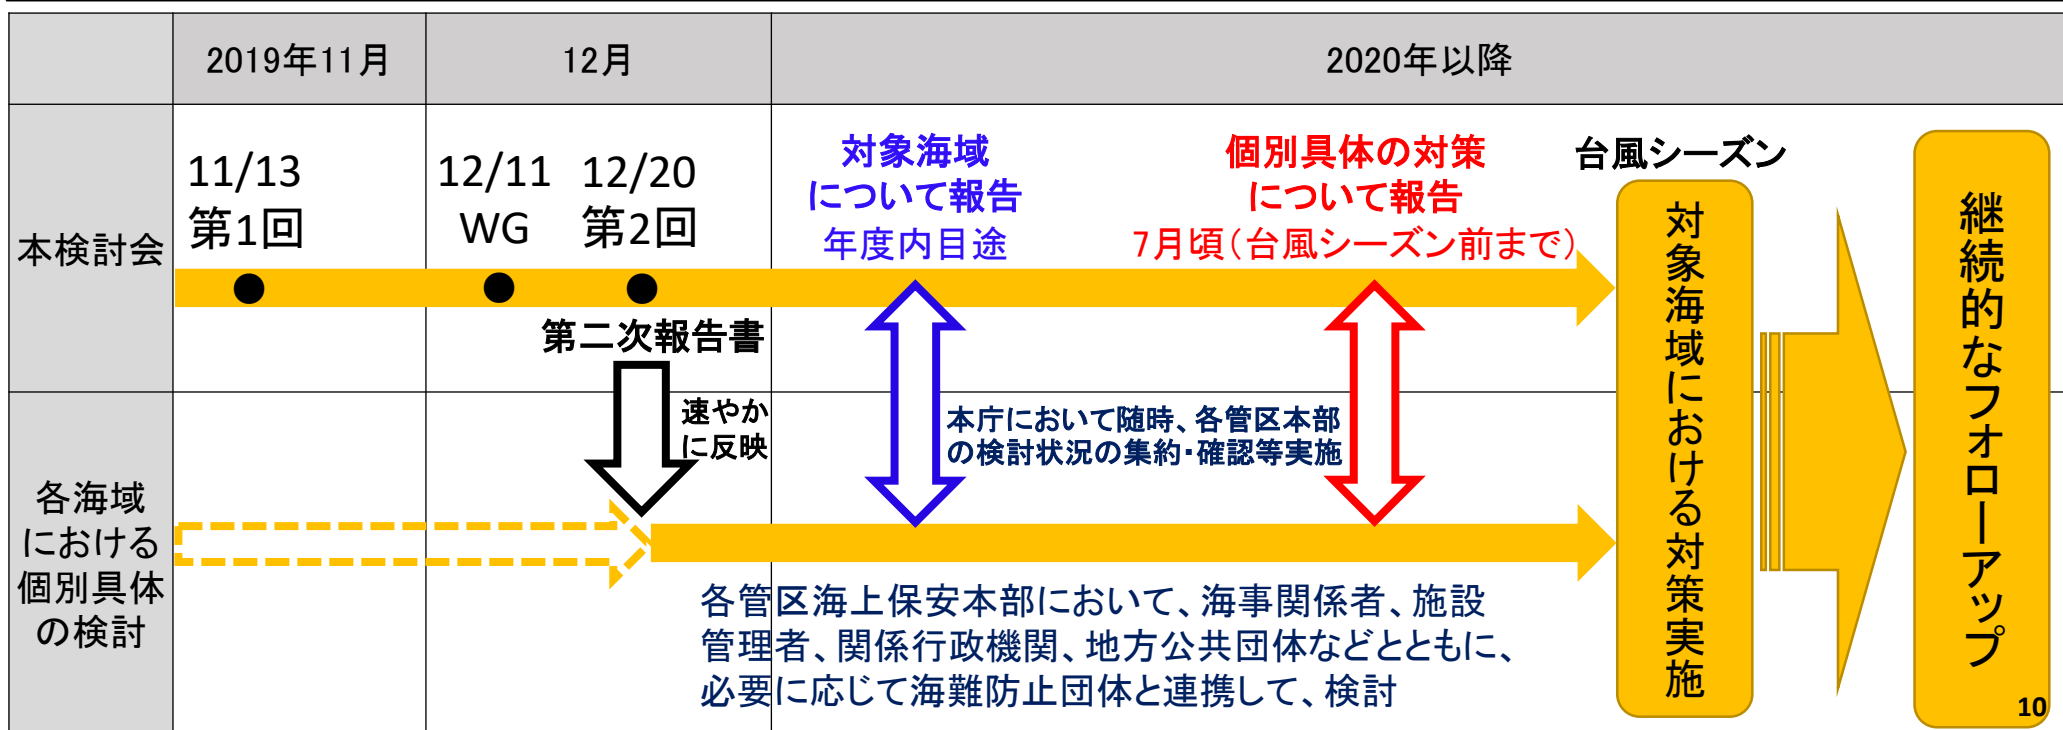 2019年11月
12月
2020年以降
本検討会
11/13
第1回
12/11
WG
12/20
第2回
対象海域
について報告
年度内目途
個別具体の対策
について報告
7月頃(台風シーズン前まで)
台風シーズン
第二次報告書
速やか
に反映
本庁において随時、各管区本部
の検討状況の集約・確認等実施
各海域
における
個別具体
の検討
各管区海上保安本部において、海事関係者、施設
管理者、関係行政機関、地方公共団体などとともに、
必要に応じて海難防止団体と連携して、検討
対象海域における対策実施
継続的なフォローアップ
10